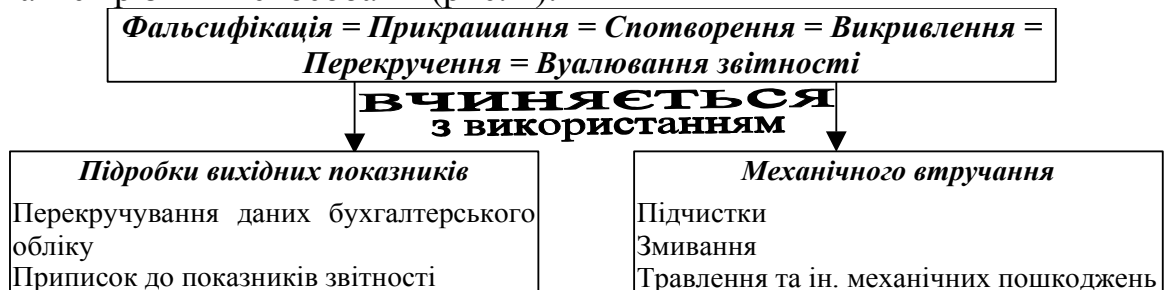 Фальсифікація = Прикрашання = Спотворення = Викривлення =
Перекручення = Вуалювання звітності
вчиняється
з використанням
Підробки вихідних показників
Перекручування даних бухгалтерського
обліку
Приписок до показників звітності
Механічного втручання
Підчистки
Змивання
Травлення та ін. механічних пошкоджень